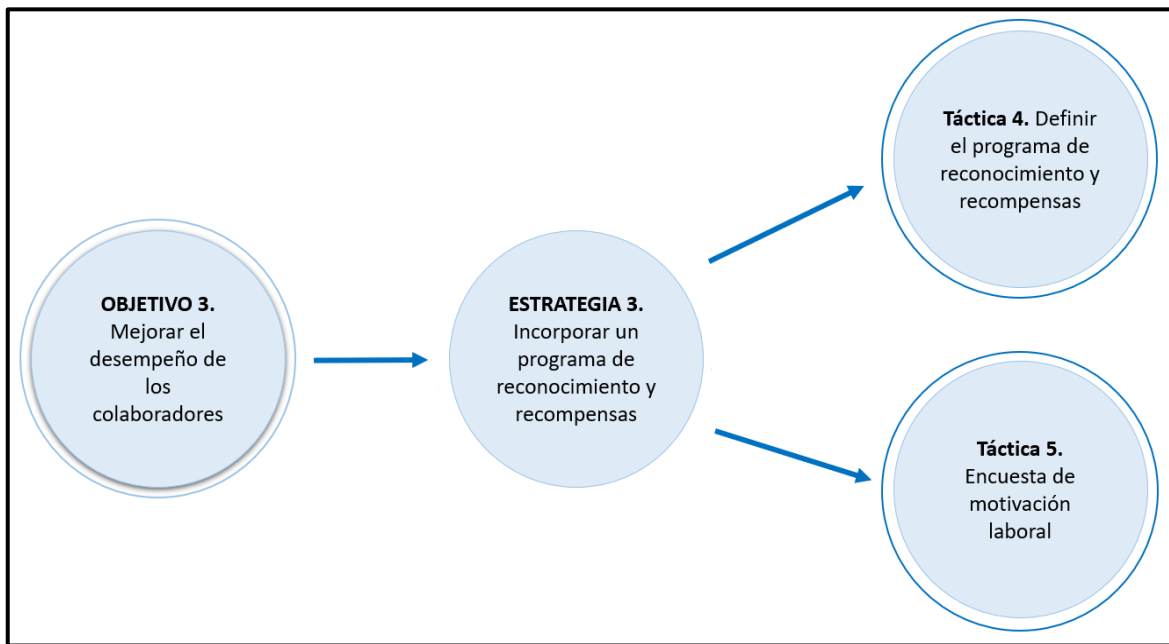 OBJETIVO 3.
Mejorar el
desempeño de
los
colaboradores
ESTRATEGIA 3.
Incorporar un
programa de
reconocimiento y
recompensas
Táctica 4. Definir
el programa de
reconocimiento y
recompensas
Táctica 5.
Encuesta de
motivación
laboral